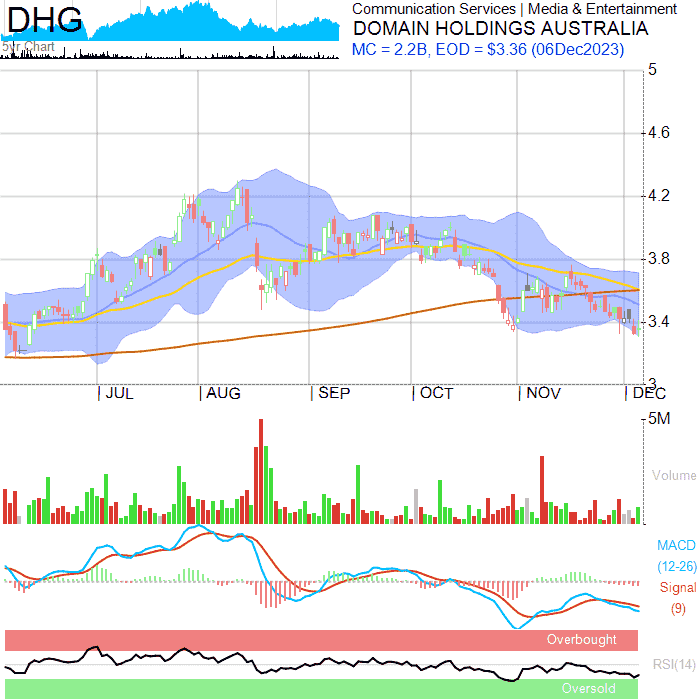 DHG
5yr Chart
Communication Services | Media & Entertainment
DOMAIN HOLDINGS AUSTRALIA
MC = 2.2B, EOD = $3.36 (06Dec2023)
5
4.6
4.2
3.8
3.4
3
JUL AUG SEP OCT NOV DEC
5M
Volume
MACD
(12-26)
Signal
(9)
Overbought
RSI(14)
Oversold